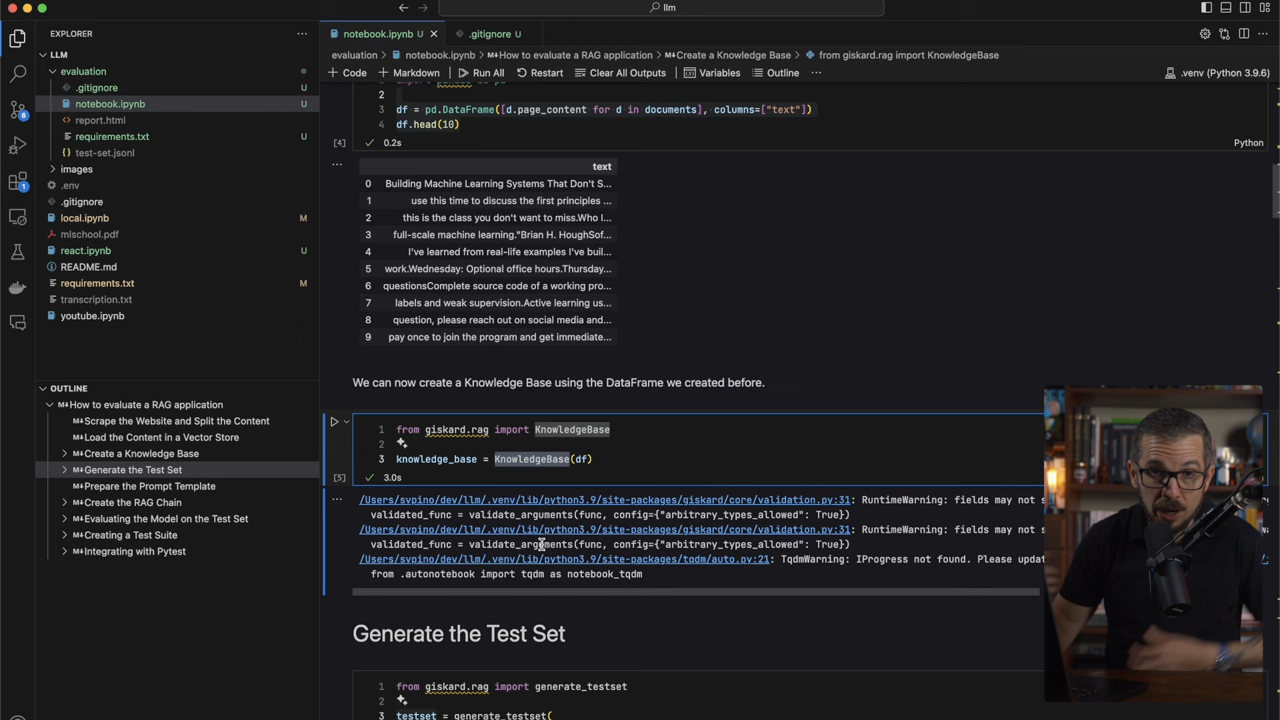 llm
EXPLORER
LLM
evaluation
.gitignore U
notebook.ipynb U
report.html
requirements.txt U
test-set.jsonl
images
.env
.gitignore
local.ipynb M
mlschool.pdf
react.ipynb U
README.md
requirements.txt M
transcription.txt
youtube.ipynb
6
1
OUTLINE
How to evaluate a RAG application
Scrape the Website and Split the Content
Load the Content in a Vector Store
Create a Knowledge Base
Generate the Test Set
Prepare the Prompt Template
Create the RAG Chain
Evaluating the Model on the Test Set
Creating a Test Suite
Integrating with Pytest
notebook.ipynb U
.gitignore U
evaluation > notebook.ipynb > How to evaluate a RAG application > Create a Knowledge Base > from giskard.rag import KnowledgeBase
+ Code + Markdown Run All Restart Clear All Outputs Variables Outline ... .venv (Python 3.9.6)
2
3 df = pd.DataFrame([d.page_content for d in documents], columns=["text"])
4 df.head(10)
[4] 0.2s Python
text
0 Building Machine Learning Systems That Don't S...
1 use this time to discuss the first principles ...
2 this is the class you don't want to miss.Who I...
3 full-scale machine learning."Brian H. HoughSof...
4 I've learned from real-life examples I've buil...
5 work.Wednesday: Optional office hours.Thursday...
6 questionsComplete source code of a working pro...
7 labels and weak supervision.Active learning us...
8 question, please reach out on social media and...
9 pay once to join the program and get immediate...
We can now create a Knowledge Base using the DataFrame we created before.
1 from giskard.rag import KnowledgeBase
2
3 knowledge_base = KnowledgeBase(df)
[5] 3.0s
/Users/svpino/dev/llm/.venv/lib/python3.9/site-packages/giskard/core/validation.py:31: RuntimeWarning: fields may not s
validated_func = validate_arguments(func, config={"arbitrary_types_allowed": True})
/Users/svpino/dev/llm/.venv/lib/python3.9/site-packages/giskard/core/validation.py:31: RuntimeWarning: fields may not s
validated_func = validate_arguments(func, config={"arbitrary_types_allowed": True})
/Users/svpino/dev/llm/.venv/lib/python3.9/site-packages/tqdm/auto.py:21: TqdmWarning: IProgress not found. Please updat
from .autonotebook import tqdm as notebook_tqdm
Generate the Test Set
1 from giskard.rag import generate_testset
2
3 testset = generate_testset(